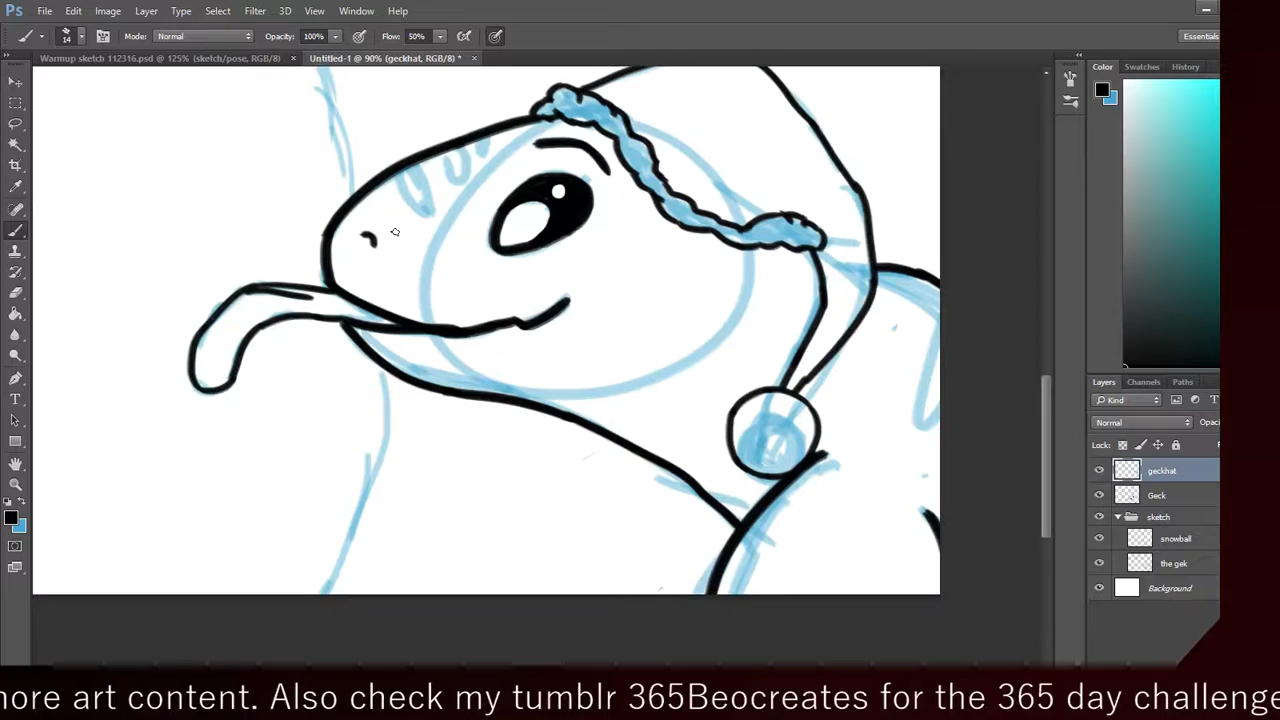 Ps File Edit Image Layer Type Select Filter 3D View Window Help
14 Mode: Normal Opacity: 100% Flow: 50% Essentials
Warmup sketch 112316.psd @ 125% (sketch/pose, RGB/8) × Untitled-1 @ 90% (geckhat, RGB/8) * ×
Color Swatches History
Layers Channels Paths
Kind
Normal Opac
Lock:
geckhat
Geck
sketch
snowball
the gek
Background
more art content. Also check my tumblr 365Beocreates for the 365 day challenge